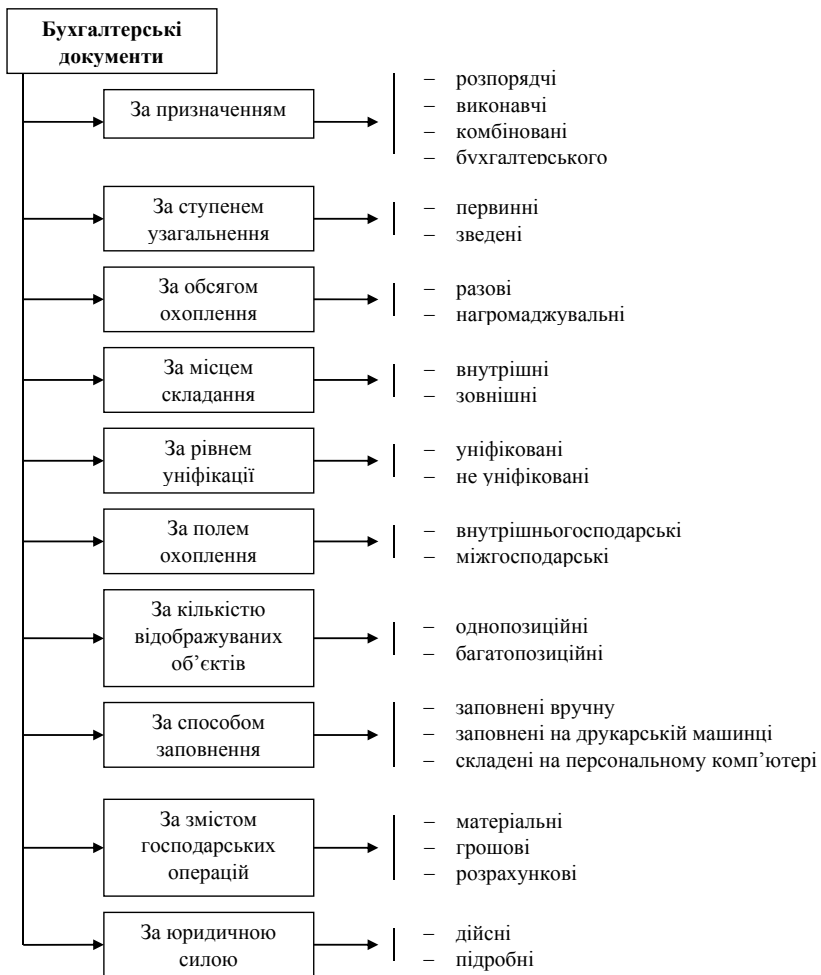 Бухгалтерські
документи
За призначенням
– розпорядчі
– виконавчі
– комбіновані
– бухгалтерського
За ступенем
узагальнення
– первинні
– зведені
За обсягом
охоплення
– разові
– нагромаджувальні
За місцем
складання
– внутрішні
– зовнішні
За рівнем
уніфікації
– уніфіковані
– не уніфіковані
За полем
охоплення
– внутрішньогосподарські
– міжгосподарські
За кількістю
відображуваних
об’єктів
– однопозиційні
– багатопозиційні
За способом
заповнення
– заповнені вручну
– заповнені на друкарській машинці
– складені на персональному комп’ютері
За змістом
господарських
операцій
– матеріальні
– грошові
– розрахункові
За юридичною
силою
– дійсні
– підробні